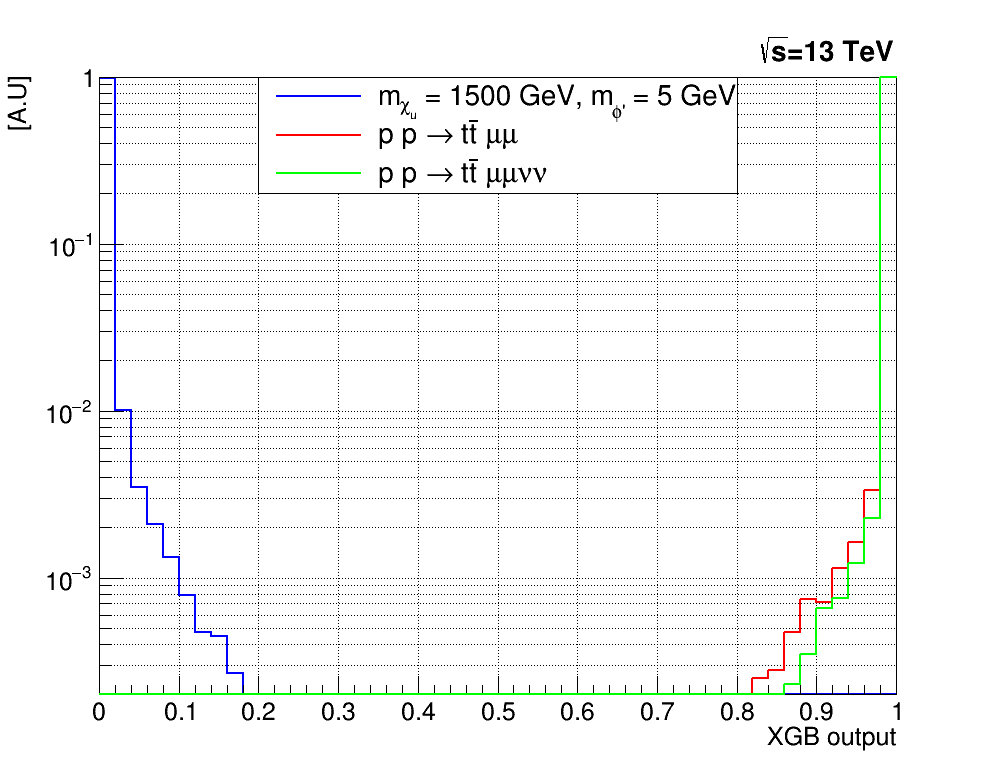 √s=13 TeV
[A.U]
m_χ_u = 1500 GeV, m_ϕ' = 5 GeV
p p → tt̄ μμ
p p → tt̄ μμνν
1
10⁻¹
10⁻²
10⁻³
0 0.1 0.2 0.3 0.4 0.5 0.6 0.7 0.8 0.9 1
XGB output